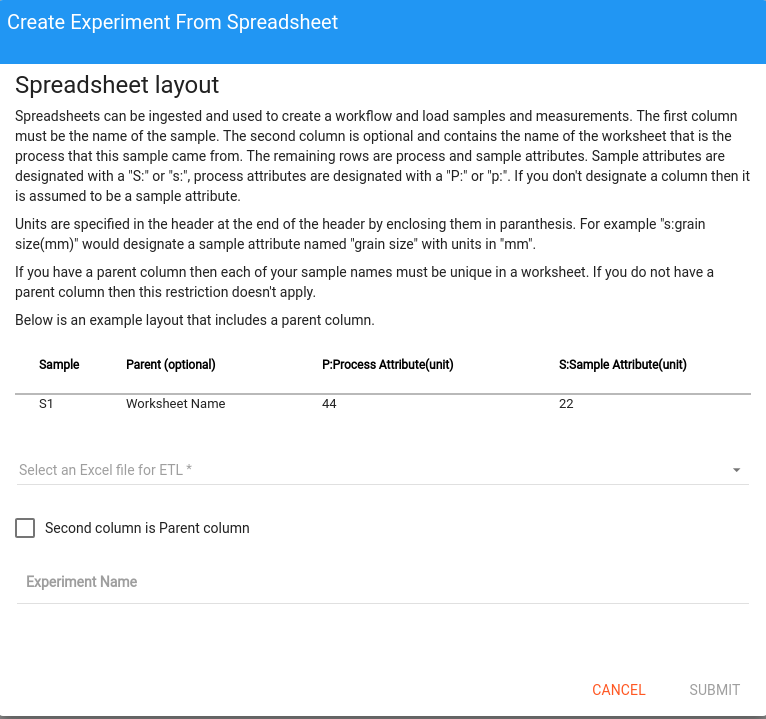 Create Experiment From Spreadsheet
Spreadsheet layout
Spreadsheets can be ingested and used to create a workflow and load samples and measurements. The first column
must be the name of the sample. The second column is optional and contains the name of the worksheet that is the
process that this sample came from. The remaining rows are process and sample attributes. Sample attributes are
designated with a "S:" or "s:", process attributes are designated with a "P:" or "p:". If you don't designate a column then it
is assumed to be a sample attribute.
Units are specified in the header at the end of the header by enclosing them in paranthesis. For example "s:grain
size(mm)" would designate a sample attribute named "grain size" with units in "mm".
If you have a parent column then each of your sample names must be unique in a worksheet. If you do not have a
parent column then this restriction doesn't apply.
Below is an example layout that includes a parent column.
Sample Parent (optional) P:Process Attribute(unit) S:Sample Attribute(unit)
S1 Worksheet Name 44 22
Select an Excel file for ETL *
Second column is Parent column
Experiment Name
CANCEL SUBMIT